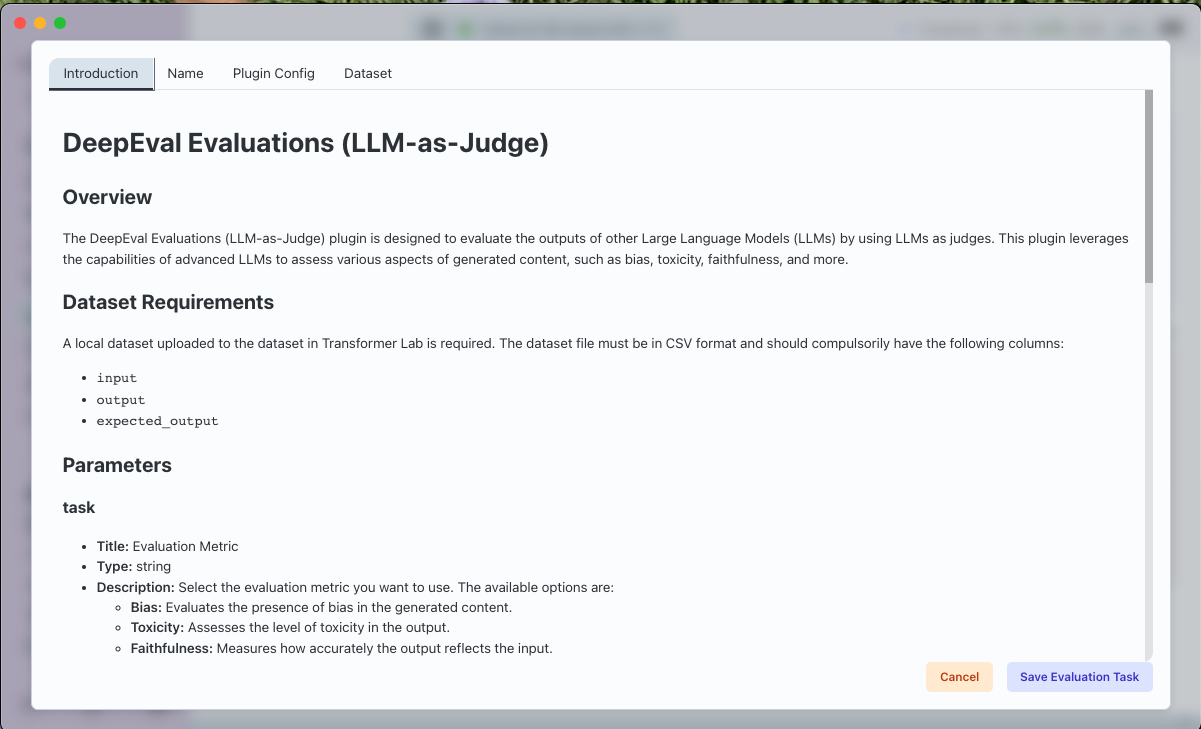 Introduction
Name
Plugin Config
Dataset
DeepEval Evaluations (LLM-as-Judge)
Overview
The DeepEval Evaluations (LLM-as-Judge) plugin is designed to evaluate the outputs of other Large Language Models (LLMs) by using LLMs as judges. This plugin leverages
the capabilities of advanced LLMs to assess various aspects of generated content, such as bias, toxicity, faithfulness, and more.
Dataset Requirements
A local dataset uploaded to the dataset in Transformer Lab is required. The dataset file must be in CSV format and should compulsorily have the following columns:
• input
• output
• expected_output
Parameters
task
• Title: Evaluation Metric
• Type: string
• Description: Select the evaluation metric you want to use. The available options are:
◦ Bias: Evaluates the presence of bias in the generated content.
◦ Toxicity: Assesses the level of toxicity in the output.
◦ Faithfulness: Measures how accurately the output reflects the input.
Cancel
Save Evaluation Task